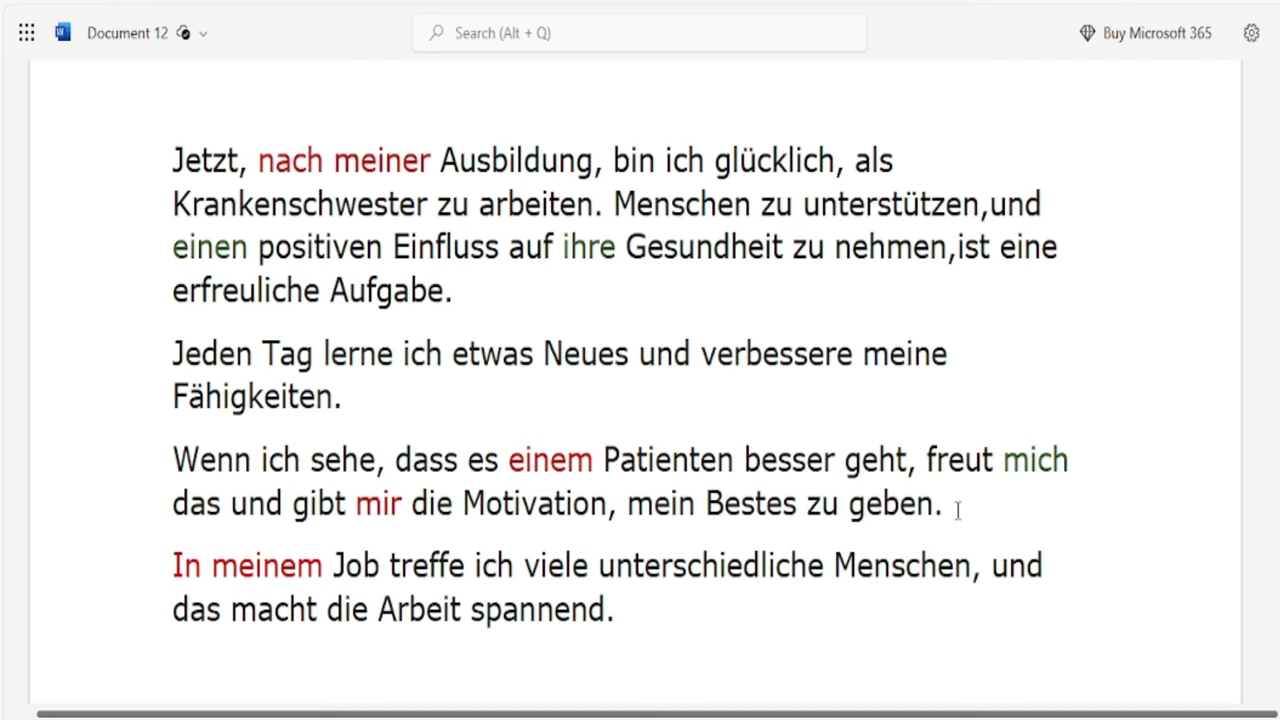 Document 12
Search (Alt + Q)
Buy Microsoft 365
Jetzt, nach meiner Ausbildung, bin ich glücklich, als
Krankenschwester zu arbeiten. Menschen zu unterstützen,und
einen positiven Einfluss auf ihre Gesundheit zu nehmen,ist eine
erfreuliche Aufgabe.
Jeden Tag lerne ich etwas Neues und verbessere meine
Fähigkeiten.
Wenn ich sehe, dass es einem Patienten besser geht, freut mich
das und gibt mir die Motivation, mein Bestes zu geben.
In meinem Job treffe ich viele unterschiedliche Menschen, und
das macht die Arbeit spannend.